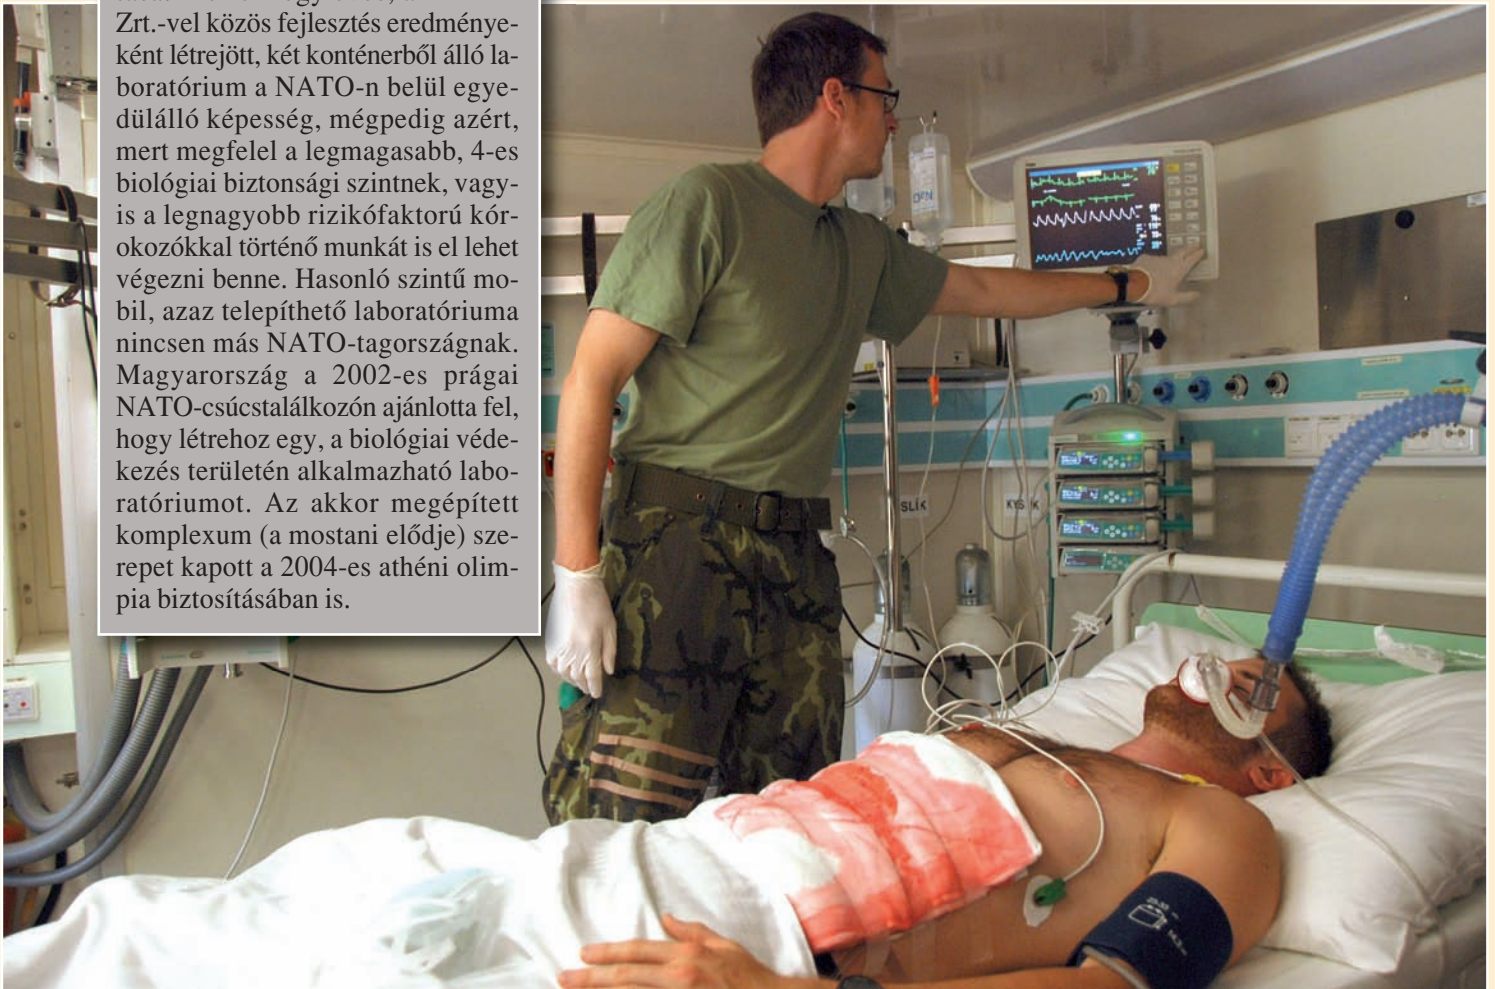 Zrt.-vel közös fejlesztés eredménye-
ként létrejött, két konténerből álló la-
boratórium a NATO-n belül egye-
dülálló képesség, mégpedig azért,
mert megfelel a legmagasabb, 4-es
biológiai biztonsági szintnek, vagy-
is a legnagyobb rizikófaktorú kór-
okozókkal történő munkát is el lehet
végezni benne. Hasonló szintű mo-
bil, azaz telepíthető laboratóriuma
nincsen más NATO-tagországnak.
Magyarország a 2002-es prágai
NATO-csúcstalálkozón ajánlotta fel,
hogy létrehoz egy, a biológiai véde-
kezés területén alkalmazható labo-
ratóriumot. Az akkor megépített
komplexum (a mostani elődje) sze-
repet kapott a 2004-es athéni olim-
pia biztosításában is.
SLÍK